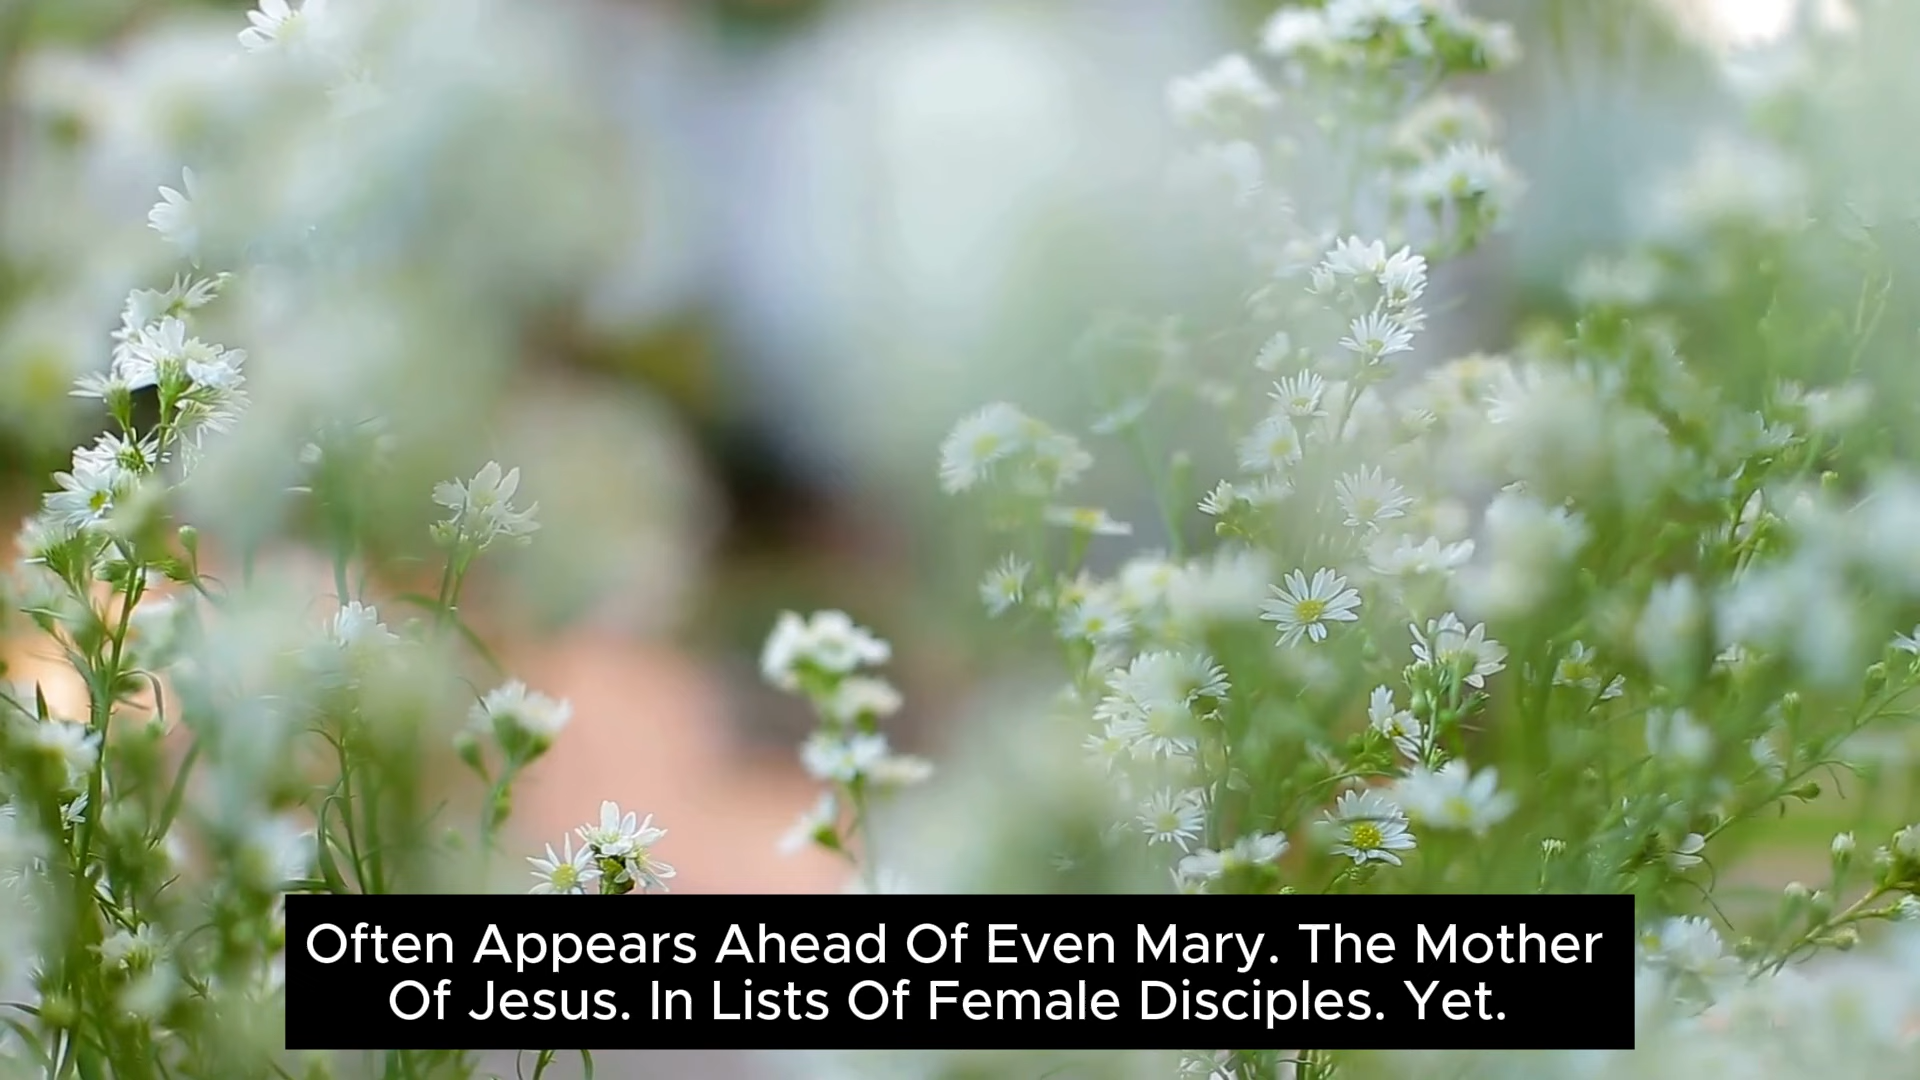 Often Appears Ahead Of Even Mary. The Mother
Of Jesus. In Lists Of Female Disciples. Yet.